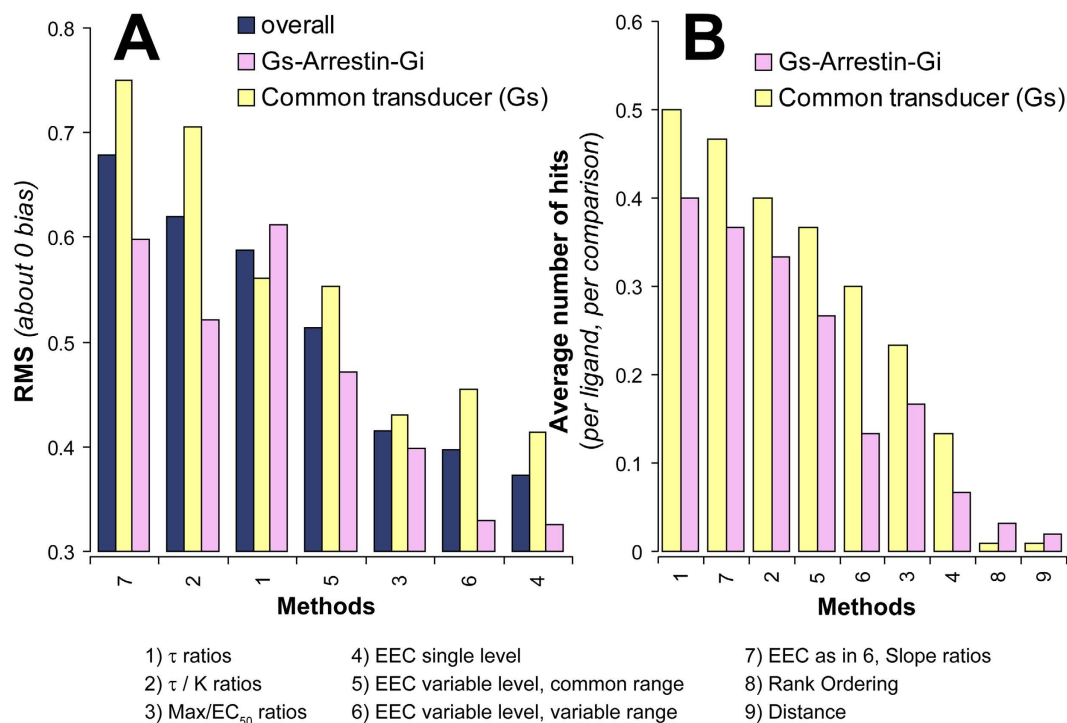 A
overall
Gs-Arrestin-Gi
Common transducer (Gs)
0.8
0.7
0.6
0.5
0.4
0.3
RMS (about 0 bias)
7 2 1 5 3 6 4
Methods
B
Gs-Arrestin-Gi
Common transducer (Gs)
0.6
0.5
0.4
0.3
0.2
0.1
0
Average number of hits
(per ligand, per comparison)
1 7 2 5 6 3 4 8 9
Methods
1) τ ratios
2) τ / K ratios
3) Max/EC50 ratios
4) EEC single level
5) EEC variable level, common range
6) EEC variable level, variable range
7) EEC as in 6, Slope ratios
8) Rank Ordering
9) Distance